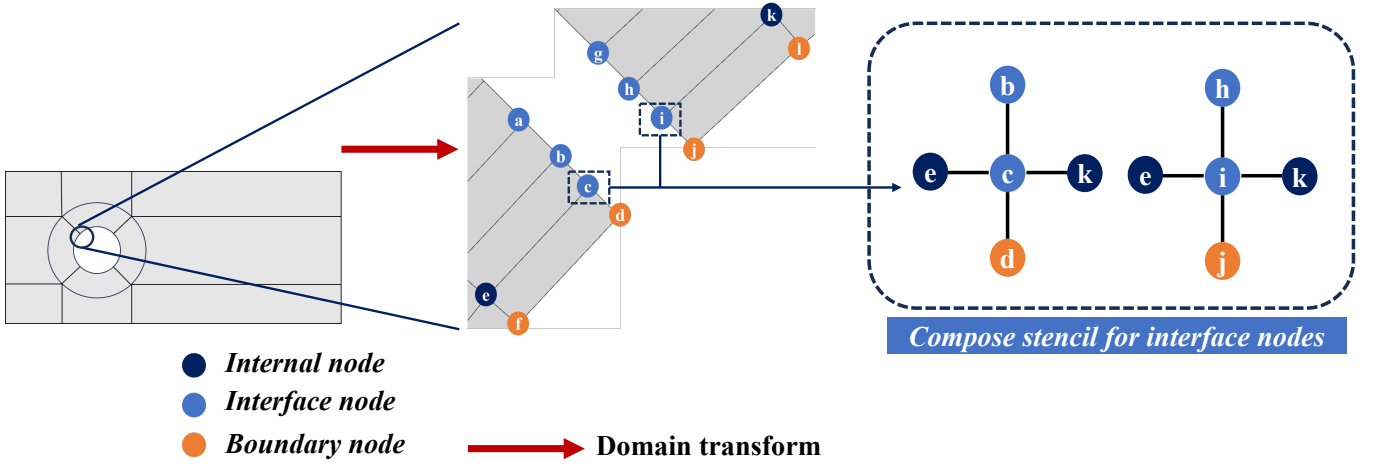 k
g
l
h
a
i
b
j
c
d
e
f
b
h
e
c
k
e
i
k
d
j
Compose stencil for interface nodes
Internal node
Interface node
Boundary node
Domain transform